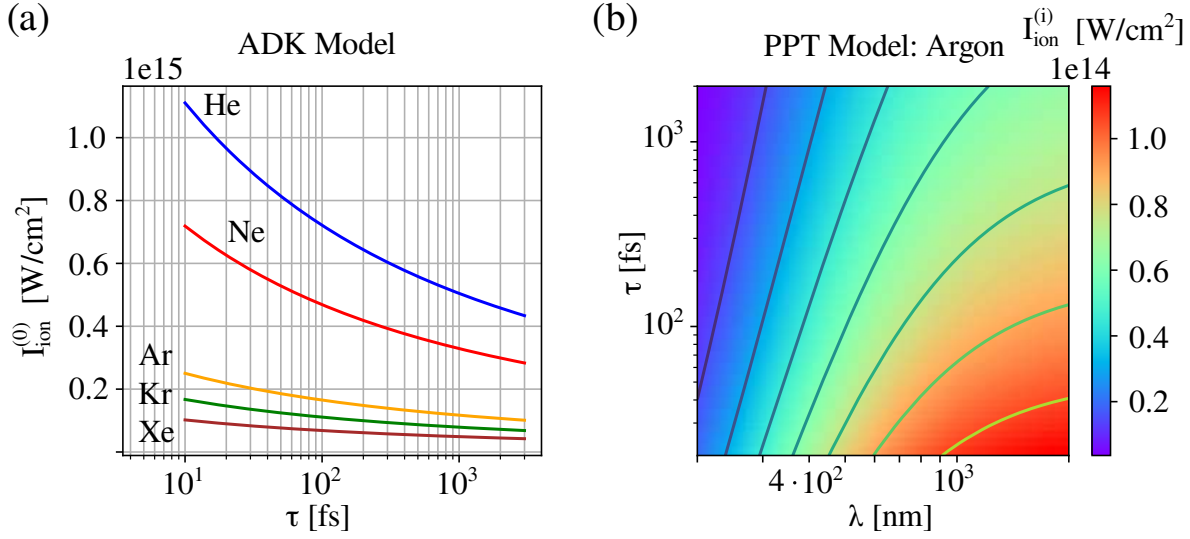 (a)
ADK Model
1e15
He
Ne
Ar
Kr
Xe
1.0
0.8
0.6
0.4
0.2
I_ion^(0) [W/cm²]
10¹
10²
10³
τ [fs]
(b)
PPT Model: Argon
I_ion^(i) [W/cm²]
1e14
10³
10²
τ [fs]
4·10²
10³
λ [nm]
1.0
0.8
0.6
0.4
0.2